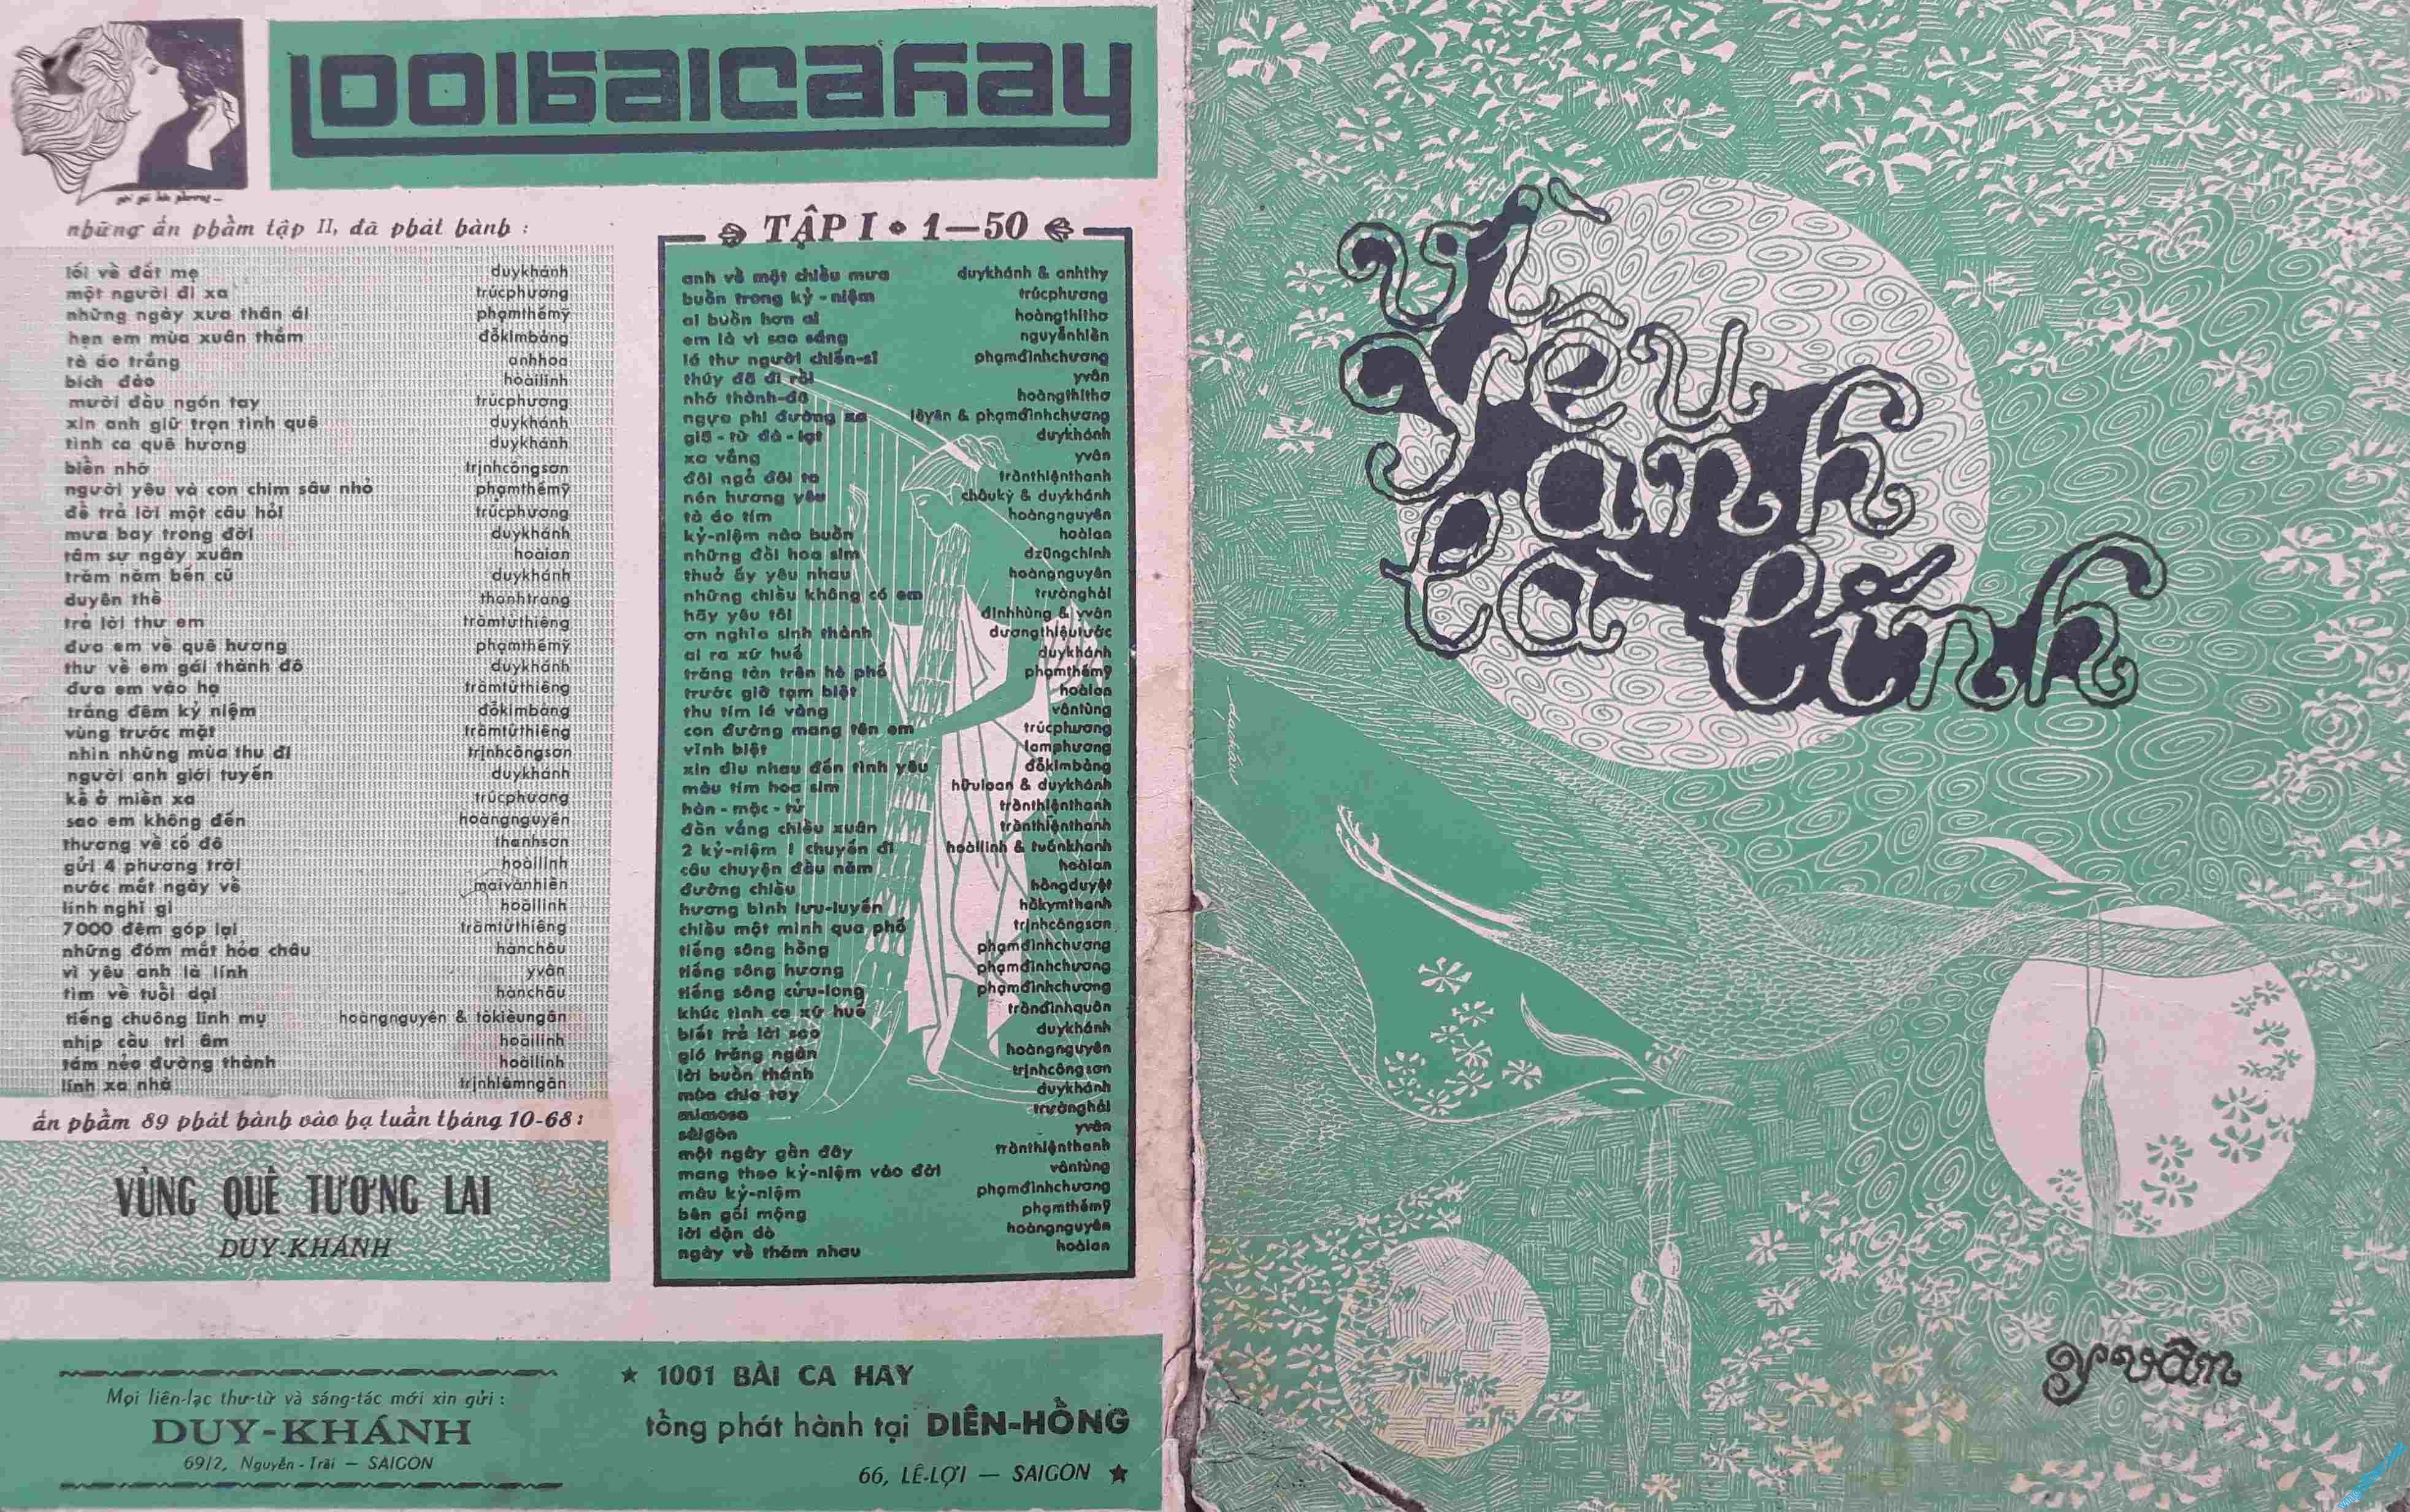 1001 bài ca hay
những ấn phẩm tập II, đã phát hành :
lối về đất mẹ duykhánh
một người đi xa trúcphương
những ngày xưa thân ái phạmthếmỹ
hẹn em mùa xuân thắm đỗkimbảng
tà áo trắng anhhoa
bích đào hoàilinh
mười đầu ngón tay trúcphương
xin anh giữ trọn tình quê duykhánh
tình ca quê hương duykhánh
biển nhớ trịnhcôngsơn
người yêu và con chim sâu nhỏ phạmthếmỹ
để trả lời một câu hỏi trúcphương
mưa bay trong đời duykhánh
tâm sự ngày xuân hoàian
trăm năm bến cũ duykhánh
duyên thề thanhtrang
trả lời thư em trầmtửthiêng
đưa em về quê hương phạmthếmỹ
thư về em gái thành đô duykhánh
đưa em vào hạ trầmtửthiêng
trăng đêm kỷ niệm đỗkimbảng
vùng trước mặt trầmtửthiêng
nhìn những mùa thu đi trịnhcôngsơn
người anh giới tuyến duykhánh
kẻ ở miền xa trúcphương
sao em không đến hoàngnguyên
thương về cố đô thanhsơn
gửi 4 phương trời hoàilinh
nước mắt ngày về maivănhiền
lính nghĩ gì hoàilinh
7000 đêm góp lại trầmtửthiêng
những đóm mắt hỏa châu hànchâu
vì yêu anh là lính yvân
tìm về tuổi dại hànchâu
tiếng chuông linh mụ hoàngnguyên & tôkiềungân
nhịp cầu tri âm hoàilinh
tám nẻo đường thành hoàilinh
lính xa nhà trịnhlâmngân
ấn phẩm 89 phát hành vào hạ tuần tháng 10-68 :
VÙNG QUÊ TƯƠNG LAI
DUY-KHÁNH
TẬP I • 1—50
anh về một chiều mưa duykhánh & anhthy
buồn trong kỷ-niệm trúcphương
ai buồn hơn ai hoàngthithơ
em là vì sao sáng nguyễnhiền
lá thư người chiến-sĩ phạmđìnhchương
thúy đã đi rồi yvân
nhớ thành-đô hoàngthithơ
ngựa phi đường xa lêyên & phạmđìnhchương
giã-từ đà-lạt duykhánh
xa vắng yvân
đôi ngả đôi ta trầnthiệnthanh
nén hương yêu châukỳ & duykhánh
tà áo tím hoàngnguyên
kỷ-niệm nào buồn hoàian
những đồi hoa sim dzũngchinh
thuở ấy yêu nhau hoàngnguyên
những chiều không có em trườnghải
hãy yêu tôi đinhhùng & yvân
ơn nghĩa sinh thành dươngthiệutước
ai ra xứ huế duykhánh
trăng tàn trên hè phố phạmthếmỹ
trước giờ tạm biệt hoàian
thu tím lá vàng văntùng
con đường mang tên em trúcphương
vĩnh biệt lamphương
xin dìu nhau đến tình yêu đỗkimbảng
màu tím hoa sim hữuloan & duykhánh
hàn-mặc-tử trầnthiệnthanh
đồn vắng chiều xuân trầnthiệnthanh
2 kỷ-niệm 1 chuyến đi hoàilinh & tuấnkhanh
câu chuyện đầu năm hoàian
đường chiều hồngduyệt
hương bình lưu-luyến hồkymthanh
chiều một mình qua phố trịnhcôngsơn
tiếng sông hồng phạmđìnhchương
tiếng sông hương phạmđìnhchương
tiếng sông cửu-long phạmđìnhchương
khúc tình ca xứ huế trầnđìnhquân
biết trả lời sao duykhánh
gió trăng ngàn hoàngnguyên
lời buồn thánh trịnhcôngsơn
mùa chia tay duykhánh
mimosa trườnghải
sàigòn yvân
một ngày gần đây trầnthiệnthanh
mang theo kỷ-niệm vào đời văntùng
màu kỷ-niệm phạmđìnhchương
bên gối mộng phạmthếmỹ
lời dặn dò hoàngnguyên
ngày về thăm nhau hoàian
Mọi liên-lạc thư-từ và sáng-tác mới xin gửi :
DUY-KHÁNH
69/2, Nguyễn-Trãi — SAIGON
★ 1001 BÀI CA HAY
tổng phát hành tại DIÊN-HỒNG
66, LÊ-LỢI — SAIGON ★
vì
yêu
anh
là lính
duykhánh
y vân